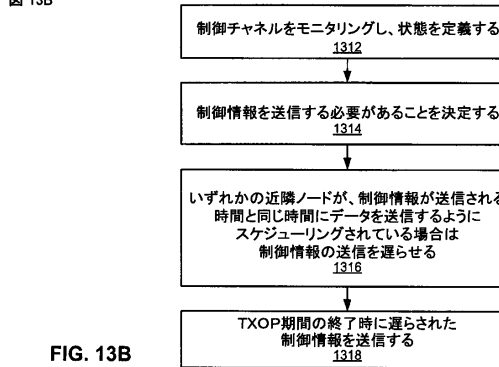 図 13B
制御チャネルをモニタリングし、状態を定義する
1312
制御情報を送信する必要があることを決定する
1314
いずれかの近隣ノードが、制御情報が送信される
時間と同じ時間にデータを送信するように
スケジューリングされている場合は
制御情報の送信を遅らせる
1316
TXOP期間の終了時に遅らされた
制御情報を送信する
1318
FIG. 13B